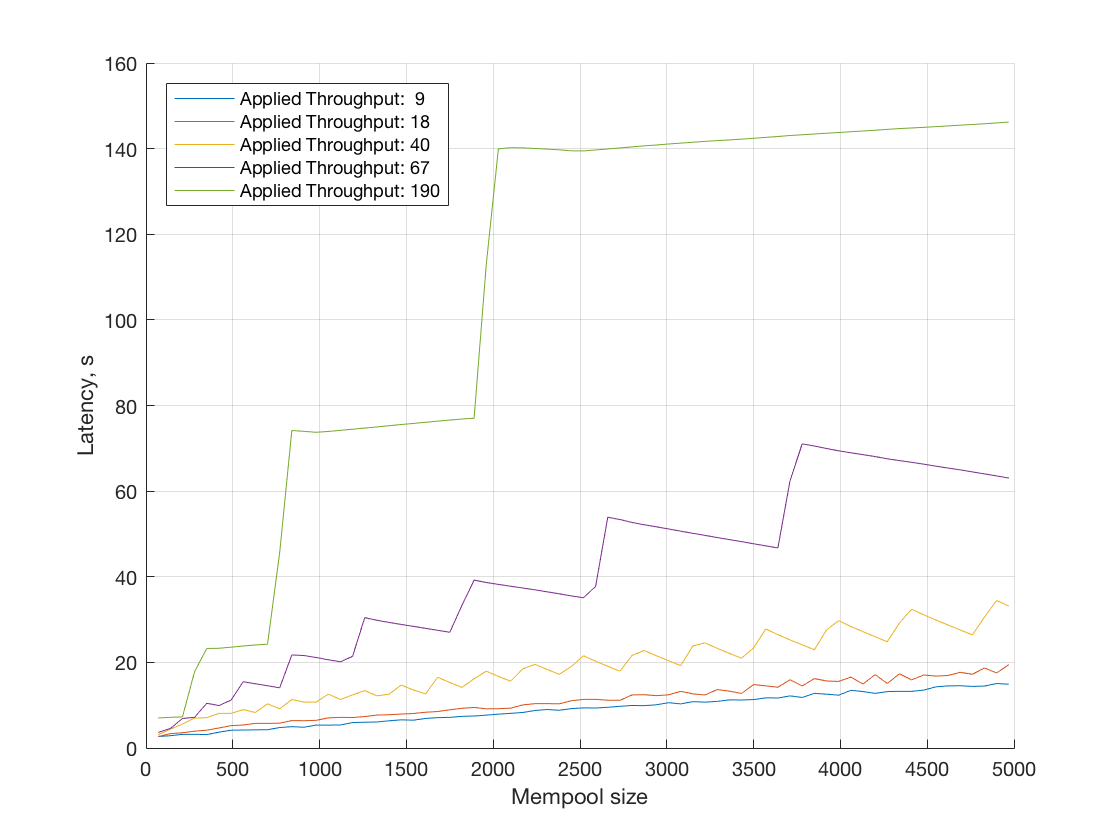 160
140
120
100
80
60
40
20
0
Latency, s
Applied Throughput: 9
Applied Throughput: 18
Applied Throughput: 40
Applied Throughput: 67
Applied Throughput: 190
0 500 1000 1500 2000 2500 3000 3500 4000 4500 5000
Mempool size